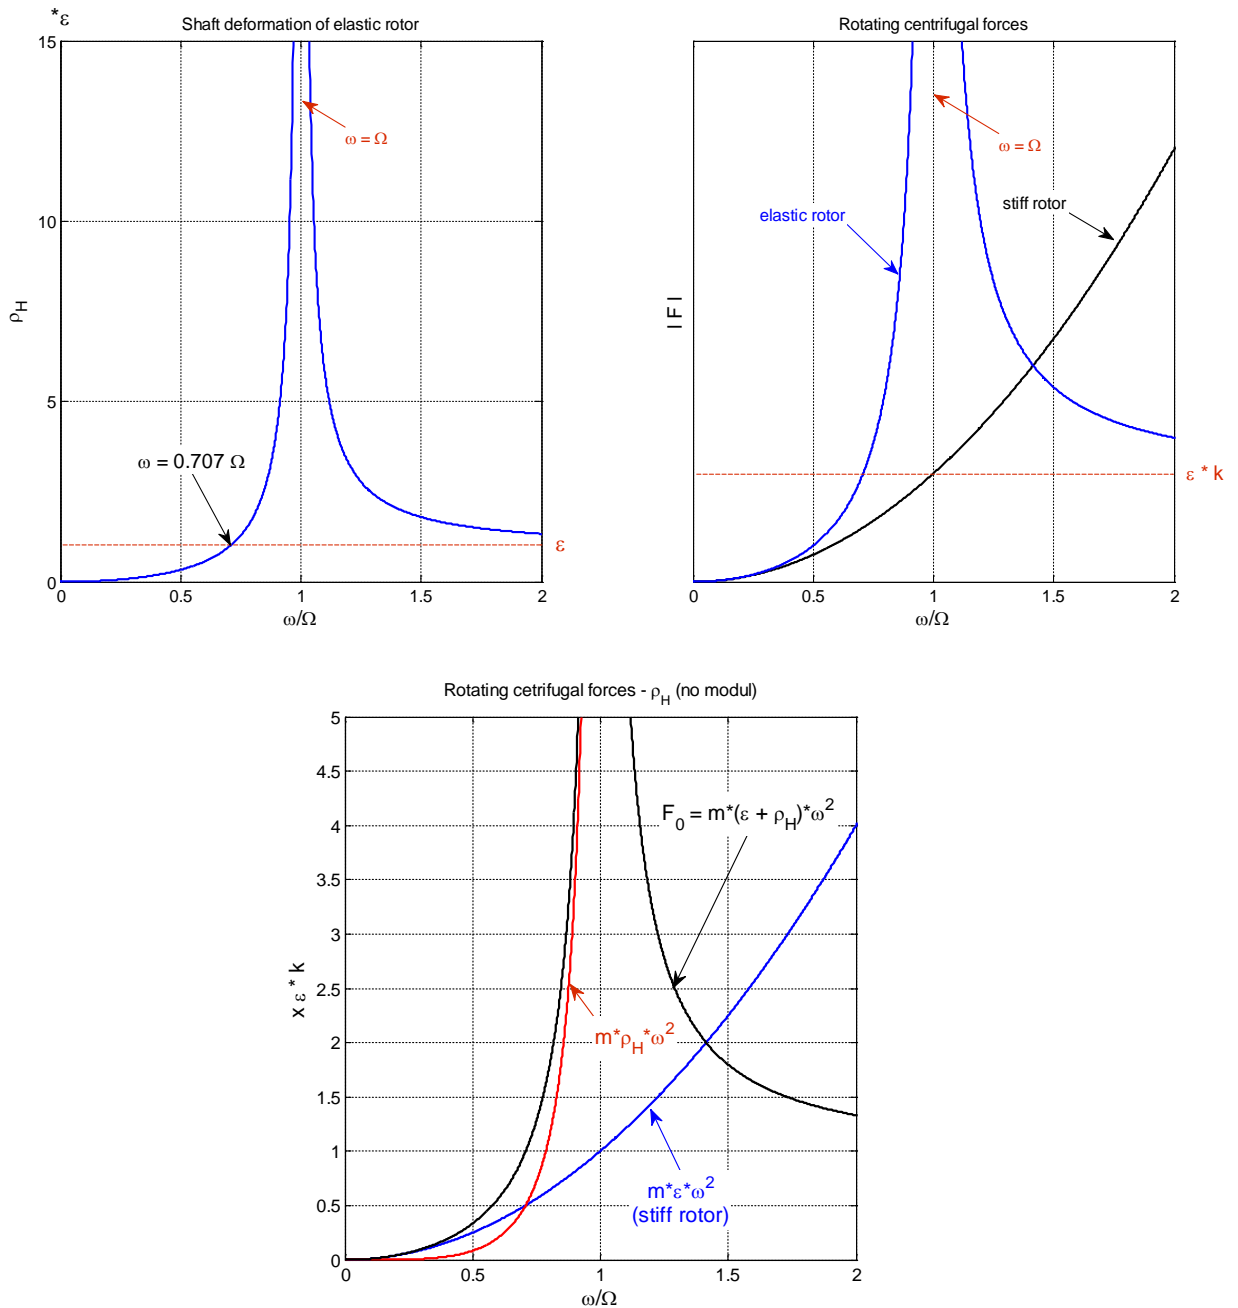 *ε
Shaft deformation of elastic rotor
15
10
5
0
ρH
ω = Ω
ω = 0.707 Ω
ε
0 0.5 1 1.5 2
ω/Ω
Rotating centrifugal forces
I F I
ω = Ω
elastic rotor
stiff rotor
ε * k
0 0.5 1 1.5 2
ω/Ω
Rotating cetrifugal forces - ρH (no modul)
5
4.5
4
3.5
3
2.5
2
1.5
1
0.5
0
x ε * k
F0 = m*(ε + ρH)*ω²
m*ρH*ω²
m*ε*ω²
(stiff rotor)
0 0.5 1 1.5 2
ω/Ω